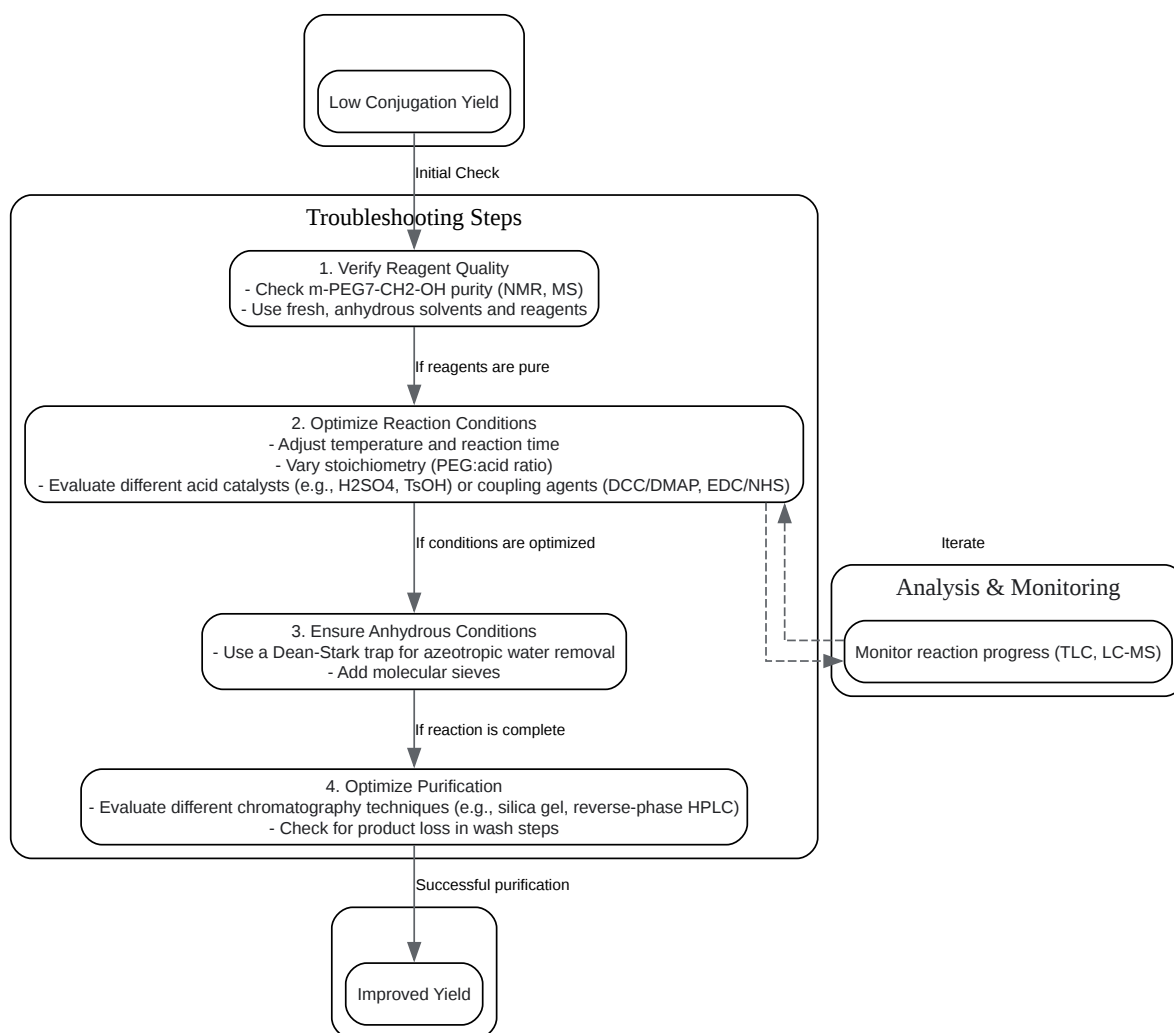 Low Conjugation Yield
Initial Check
Troubleshooting Steps
1. Verify Reagent Quality
- Check m-PEG7-CH2-OH purity (NMR, MS)
- Use fresh, anhydrous solvents and reagents
If reagents are pure
2. Optimize Reaction Conditions
- Adjust temperature and reaction time
- Vary stoichiometry (PEG:acid ratio)
- Evaluate different acid catalysts (e.g., H2SO4, TsOH) or coupling agents (DCC/DMAP, EDC/NHS)
If conditions are optimized
Iterate
Analysis & Monitoring
Monitor reaction progress (TLC, LC-MS)
3. Ensure Anhydrous Conditions
- Use a Dean-Stark trap for azeotropic water removal
- Add molecular sieves
If reaction is complete
4. Optimize Purification
- Evaluate different chromatography techniques (e.g., silica gel, reverse-phase HPLC)
- Check for product loss in wash steps
Successful purification
Improved Yield